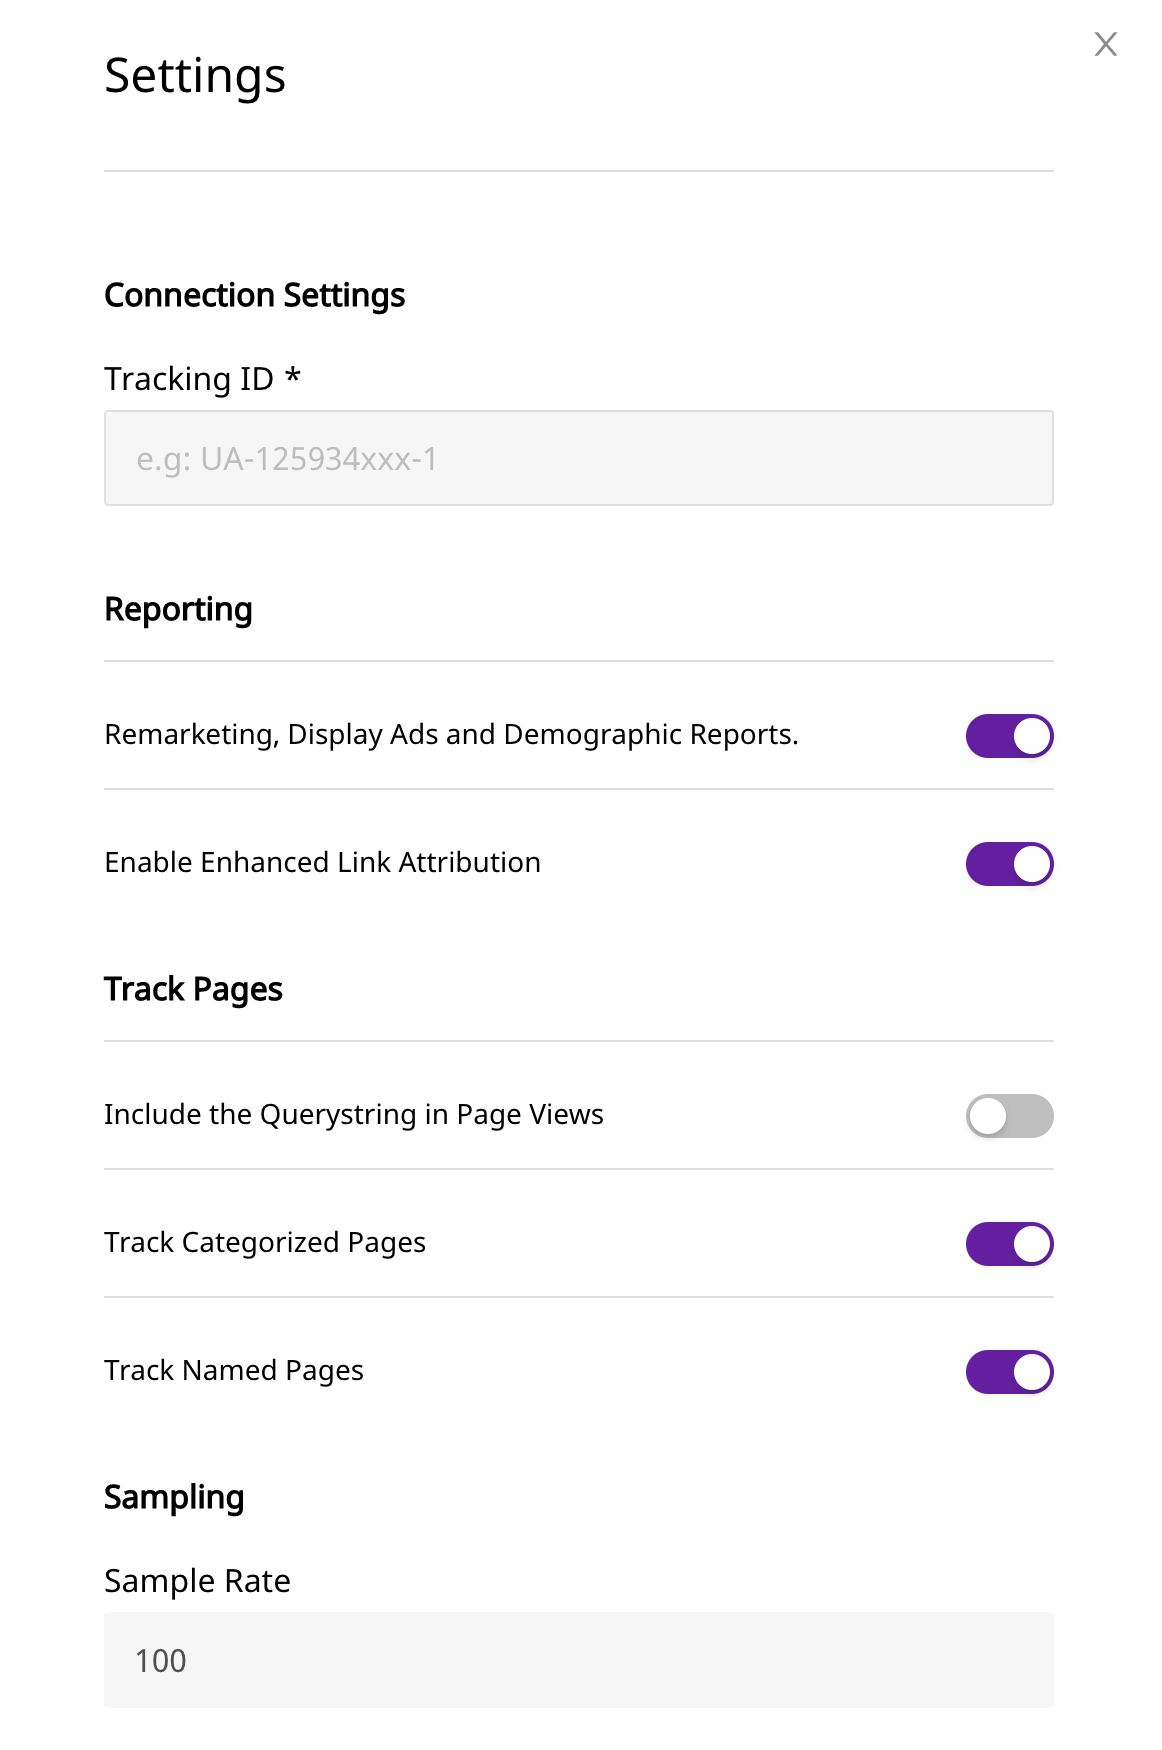 Settings
X
Connection Settings
Tracking ID *
e.g: UA-125934xxx-1
Reporting
Remarketing, Display Ads and Demographic Reports.
Enable Enhanced Link Attribution
Track Pages
Include the Querystring in Page Views
Track Categorized Pages
Track Named Pages
Sampling
Sample Rate
100